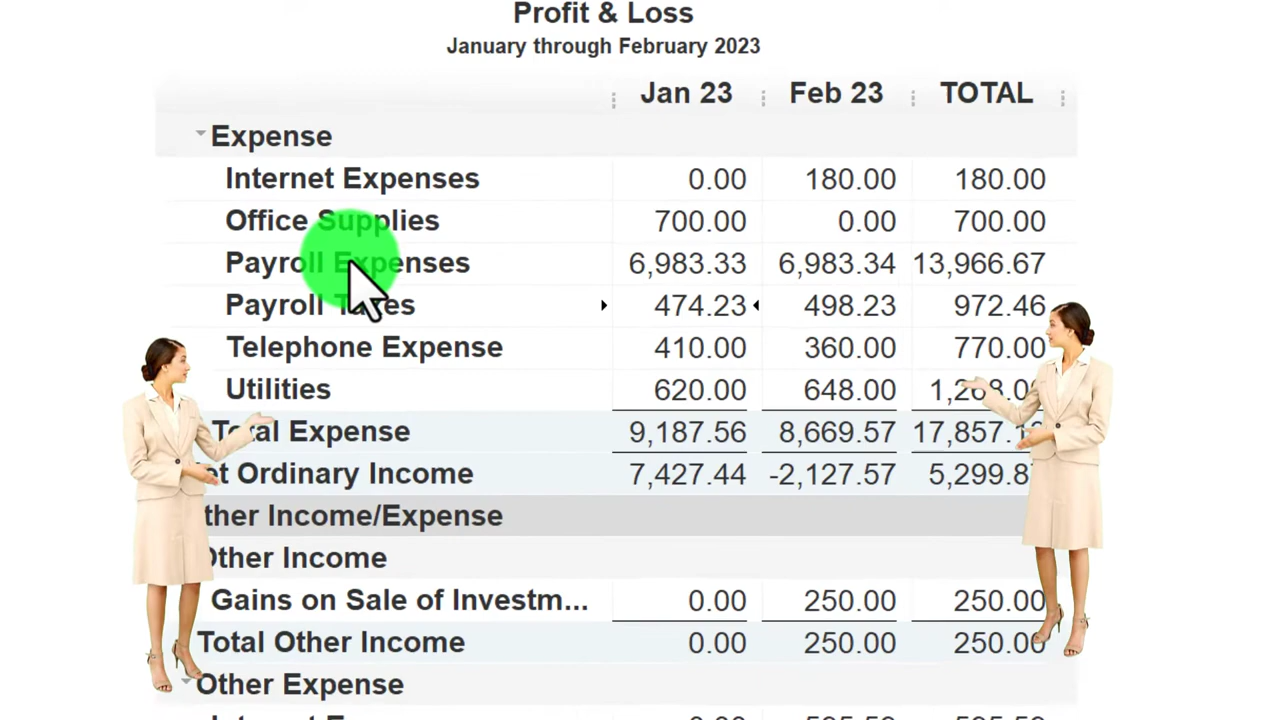 Profit & Loss
January through February 2023
Jan 23 Feb 23 TOTAL
Expense
Internet Expenses 0.00 180.00 180.00
Office Supplies 700.00 0.00 700.00
Payroll Expenses 6,983.33 6,983.34 13,966.67
Payroll 474.23 498.23 972.46
Telephone Expense 410.00 360.00 770.00
Utilities 620.00 648.00
Total Expense 9,187.56 8,669.57
Ordinary Income 7,427.44 -2,127.57
Income/Expense
Other Income
Gains on Sale of Investm... 0.00 250.00 250.00
Total Other Income 0.00 250.00 250.00
Other Expense